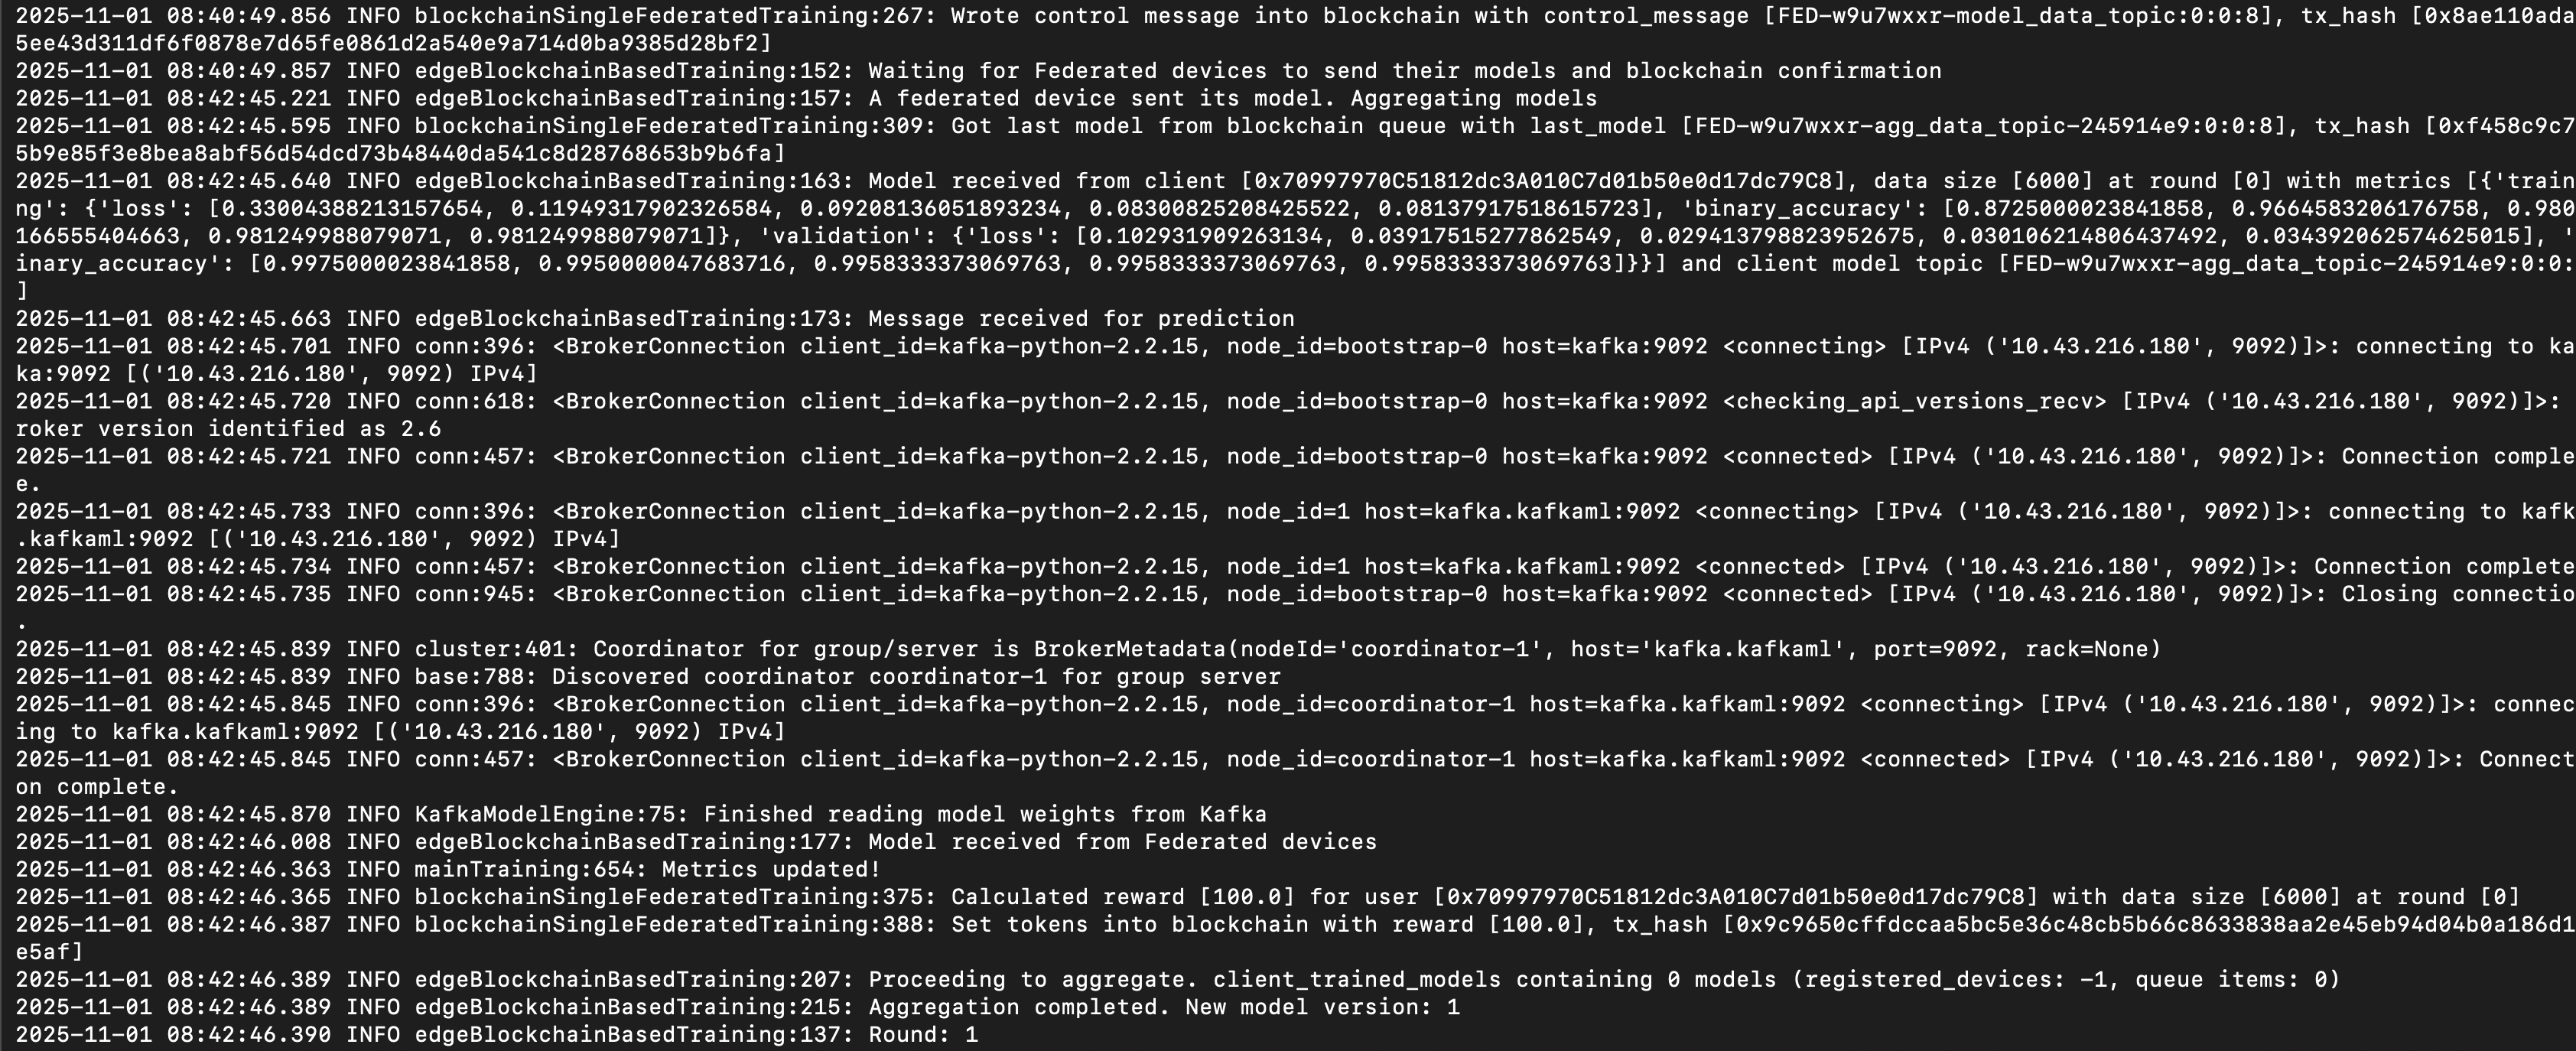 2025-11-01 08:40:49.856 INFO blockchainSingleFederatedTraining:267: Wrote control message into blockchain with control_message [FED-w9u7wxxr-model_data_topic:0:0:8], tx_hash [0x8ae110ada
5ee43d311df6f0878e7d65fe0861d2a540e9a714d0ba9385d28bf2]
2025-11-01 08:40:49.857 INFO edgeBlockchainBasedTraining:152: Waiting for Federated devices to send their models and blockchain confirmation
2025-11-01 08:42:45.221 INFO edgeBlockchainBasedTraining:157: A federated device sent its model. Aggregating models
2025-11-01 08:42:45.595 INFO blockchainSingleFederatedTraining:309: Got last model from blockchain queue with last_model [FED-w9u7wxxr-agg_data_topic-245914e9:0:0:8], tx_hash [0xf458c9c7
5b9e85f3e8bea8abf56d54dcd73b48440da541c8d28768653b9b6fa]
2025-11-01 08:42:45.640 INFO edgeBlockchainBasedTraining:163: Model received from client [0x70997970C51812dc3A010C7d01b50e0d17dc79C8], data size [6000] at round [0] with metrics [{'train
ng': {'loss': [0.33004388213157654, 0.11949317902326584, 0.09208136051893234, 0.08300825208425522, 0.08137917518615723], 'binary_accuracy': [0.8725000023841858, 0.9664583206176758, 0.980
166555404663, 0.981249988079071, 0.981249988079071]}, 'validation': {'loss': [0.102931909263134, 0.03917515277862549, 0.029413798823952675, 0.030106214806437492, 0.034392062574625015], '
inary_accuracy': [0.9975000023841858, 0.9950000047683716, 0.9958333373069763, 0.9958333373069763, 0.9958333373069763]}}] and client model topic [FED-w9u7wxxr-agg_data_topic-245914e9:0:0:
]
2025-11-01 08:42:45.663 INFO edgeBlockchainBasedTraining:173: Message received for prediction
2025-11-01 08:42:45.701 INFO conn:396: <BrokerConnection client_id=kafka-python-2.2.15, node_id=bootstrap-0 host=kafka:9092 <connecting> [IPv4 ('10.43.216.180', 9092)]>: connecting to ka
ka:9092 [('10.43.216.180', 9092) IPv4]
2025-11-01 08:42:45.720 INFO conn:618: <BrokerConnection client_id=kafka-python-2.2.15, node_id=bootstrap-0 host=kafka:9092 <checking_api_versions_recv> [IPv4 ('10.43.216.180', 9092)]>:
roker version identified as 2.6
2025-11-01 08:42:45.721 INFO conn:457: <BrokerConnection client_id=kafka-python-2.2.15, node_id=bootstrap-0 host=kafka:9092 <connected> [IPv4 ('10.43.216.180', 9092)]>: Connection comple
e.
2025-11-01 08:42:45.733 INFO conn:396: <BrokerConnection client_id=kafka-python-2.2.15, node_id=1 host=kafka.kafkaml:9092 <connecting> [IPv4 ('10.43.216.180', 9092)]>: connecting to kafk
.kafkaml:9092 [('10.43.216.180', 9092) IPv4]
2025-11-01 08:42:45.734 INFO conn:457: <BrokerConnection client_id=kafka-python-2.2.15, node_id=1 host=kafka.kafkaml:9092 <connected> [IPv4 ('10.43.216.180', 9092)]>: Connection complete
2025-11-01 08:42:45.735 INFO conn:945: <BrokerConnection client_id=kafka-python-2.2.15, node_id=bootstrap-0 host=kafka:9092 <connected> [IPv4 ('10.43.216.180', 9092)]>: Closing connectio
.
2025-11-01 08:42:45.839 INFO cluster:401: Coordinator for group/server is BrokerMetadata(nodeId='coordinator-1', host='kafka.kafkaml', port=9092, rack=None)
2025-11-01 08:42:45.839 INFO base:788: Discovered coordinator coordinator-1 for group server
2025-11-01 08:42:45.845 INFO conn:396: <BrokerConnection client_id=kafka-python-2.2.15, node_id=coordinator-1 host=kafka.kafkaml:9092 <connecting> [IPv4 ('10.43.216.180', 9092)]>: connec
ing to kafka.kafkaml:9092 [('10.43.216.180', 9092) IPv4]
2025-11-01 08:42:45.845 INFO conn:457: <BrokerConnection client_id=kafka-python-2.2.15, node_id=coordinator-1 host=kafka.kafkaml:9092 <connected> [IPv4 ('10.43.216.180', 9092)]>: Connect
on complete.
2025-11-01 08:42:45.870 INFO KafkaModelEngine:75: Finished reading model weights from Kafka
2025-11-01 08:42:46.008 INFO edgeBlockchainBasedTraining:177: Model received from Federated devices
2025-11-01 08:42:46.363 INFO mainTraining:654: Metrics updated!
2025-11-01 08:42:46.365 INFO blockchainSingleFederatedTraining:375: Calculated reward [100.0] for user [0x70997970C51812dc3A010C7d01b50e0d17dc79C8] with data size [6000] at round [0]
2025-11-01 08:42:46.387 INFO blockchainSingleFederatedTraining:388: Set tokens into blockchain with reward [100.0], tx_hash [0x9c9650cffdccaa5bc5e36c48cb5b66c8633838aa2e45eb94d04b0a186d1
e5af]
2025-11-01 08:42:46.389 INFO edgeBlockchainBasedTraining:207: Proceeding to aggregate. client_trained_models containing 0 models (registered_devices: -1, queue items: 0)
2025-11-01 08:42:46.389 INFO edgeBlockchainBasedTraining:215: Aggregation completed. New model version: 1
2025-11-01 08:42:46.390 INFO edgeBlockchainBasedTraining:137: Round: 1